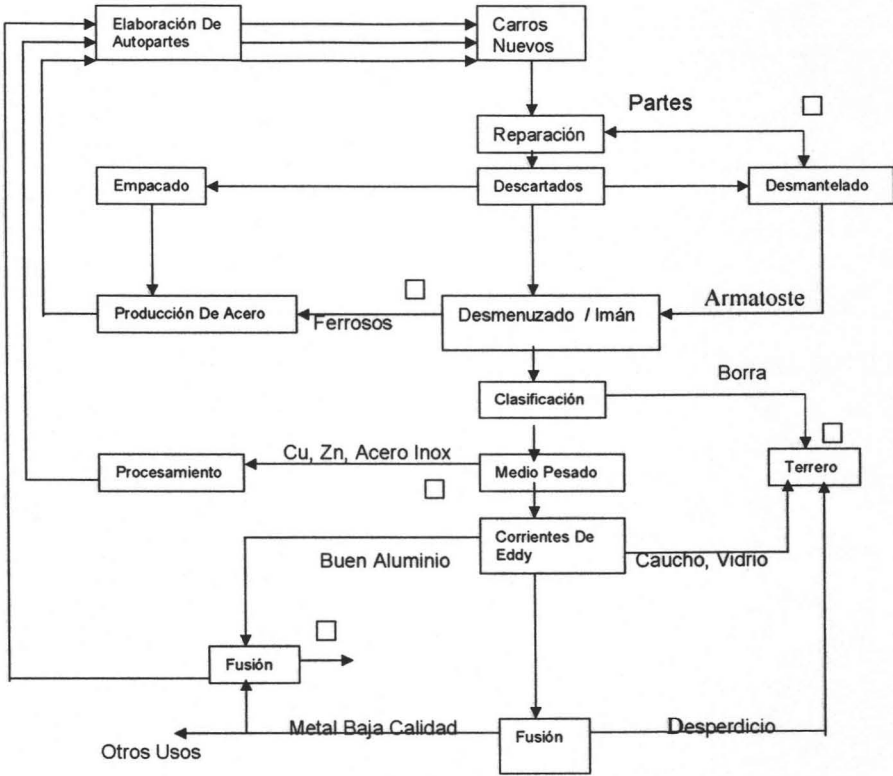 Elaboración De
Autopartes
Carros
Nuevos
Partes
Reparación
Empacado
Descartados
Desmantelado
Armatoste
Producción De Acero
Ferrosos
Desmenuzado / Imán
Borra
Clasificación
Cu, Zn, Acero Inox
Procesamiento
Medio Pesado
Terrero
Corrientes De
Eddy
Buen Aluminio
Caucho, Vidrio
Fusión
Metal Baja Calidad
Fusión
Desperdicio
Otros Usos